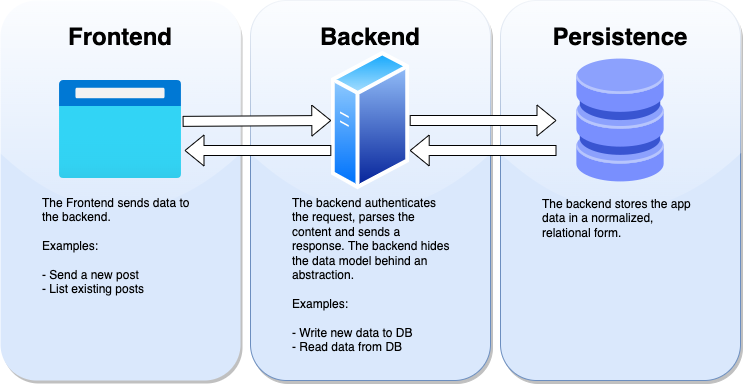 Frontend
Backend
Persistence
The Frontend sends data to
the backend.
Examples:
- Send a new post
- List existing posts
The backend authenticates
the request, parses the
content and sends a
response. The backend hides
the data model behind an
abstraction.
Examples:
- Write new data to DB
- Read data from DB
The backend stores the app
data in a normalized,
relational form.